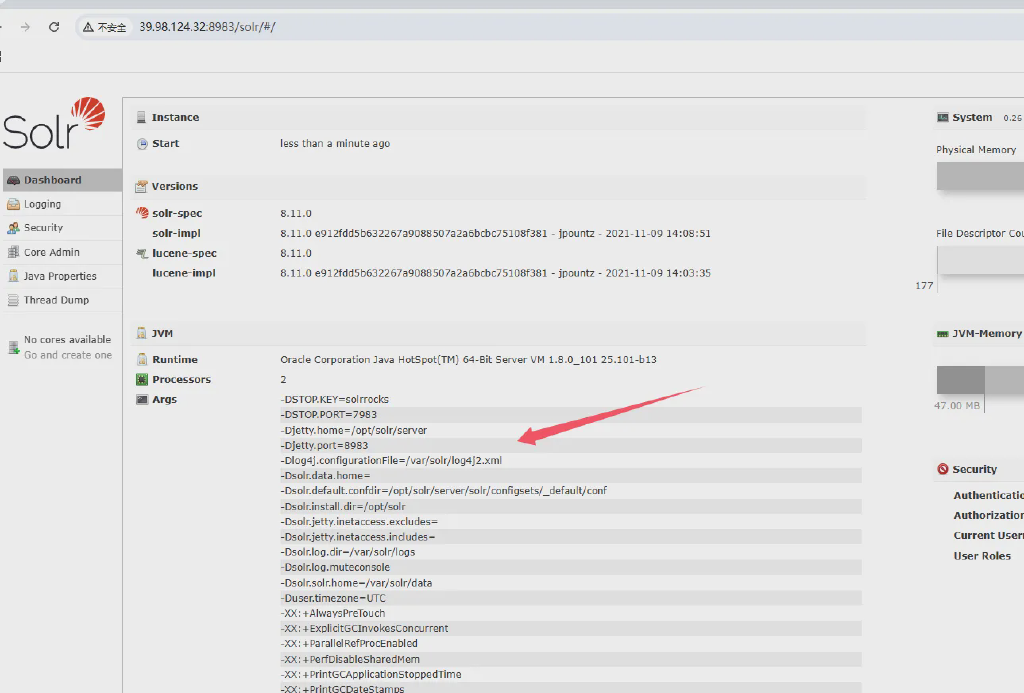 不安全 39.98.124.32:8983/solr/#/
Solr
Dashboard
Logging
Security
Core Admin
Java Properties
Thread Dump
No cores available
Go and create one
Instance
Start less than a minute ago
Versions
solr-spec 8.11.0
solr-impl 8.11.0 e912fdd5b632267a9088507a2a6bcbc75108f381 - jpountz - 2021-11-09 14:08:51
lucene-spec 8.11.0
lucene-impl 8.11.0 e912fdd5b632267a9088507a2a6bcbc75108f381 - jpountz - 2021-11-09 14:03:35
JVM
Runtime Oracle Corporation Java HotSpot(TM) 64-Bit Server VM 1.8.0_101 25.101-b13
Processors 2
Args -DSTOP.KEY=solrrocks
-DSTOP.PORT=7983
-Djetty.home=/opt/solr/server
-Djetty.port=8983
-Dlog4j.configurationFile=/var/solr/log4j2.xml
-Dsolr.data.home=
-Dsolr.default.confdir=/opt/solr/server/solr/configsets/_default/conf
-Dsolr.install.dir=/opt/solr
-Dsolr.jetty.inetaccess.excludes=
-Dsolr.jetty.inetaccess.includes=
-Dsolr.log.dir=/var/solr/logs
-Dsolr.log.muteconsole
-Dsolr.solr.home=/var/solr/data
-Duser.timezone=UTC
-XX:+AlwaysPreTouch
-XX:+ExplicitGCInvokesConcurrent
-XX:+ParallelRefProcEnabled
-XX:+PerfDisableSharedMem
-XX:+PrintGCApplicationStoppedTime
-XX:+PrintGCDateStamps
System 0.26
Physical Memory
File Descriptor Cou
177
JVM-Memory
47.00 MB
Security
Authenticatio
Authorization
Current User
User Roles